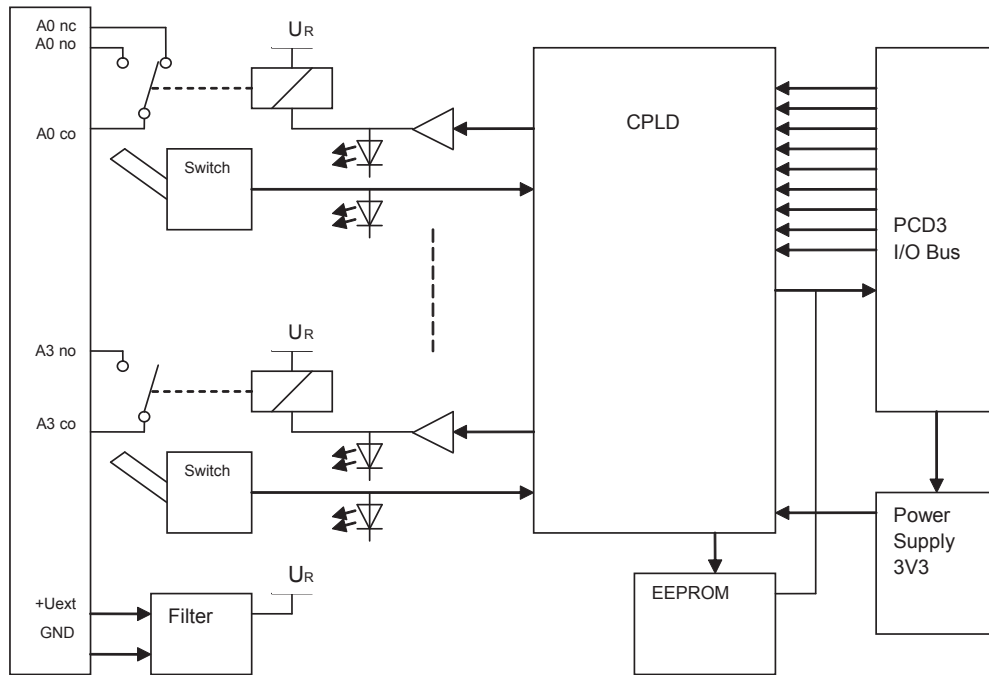 A0 nc
A0 no
UR
A0 co
Switch
CPLD
PCD3
I/O Bus
A3 no
UR
A3 co
Switch
Power
Supply
3V3
UR
+Uext
GND
Filter
EEPROM